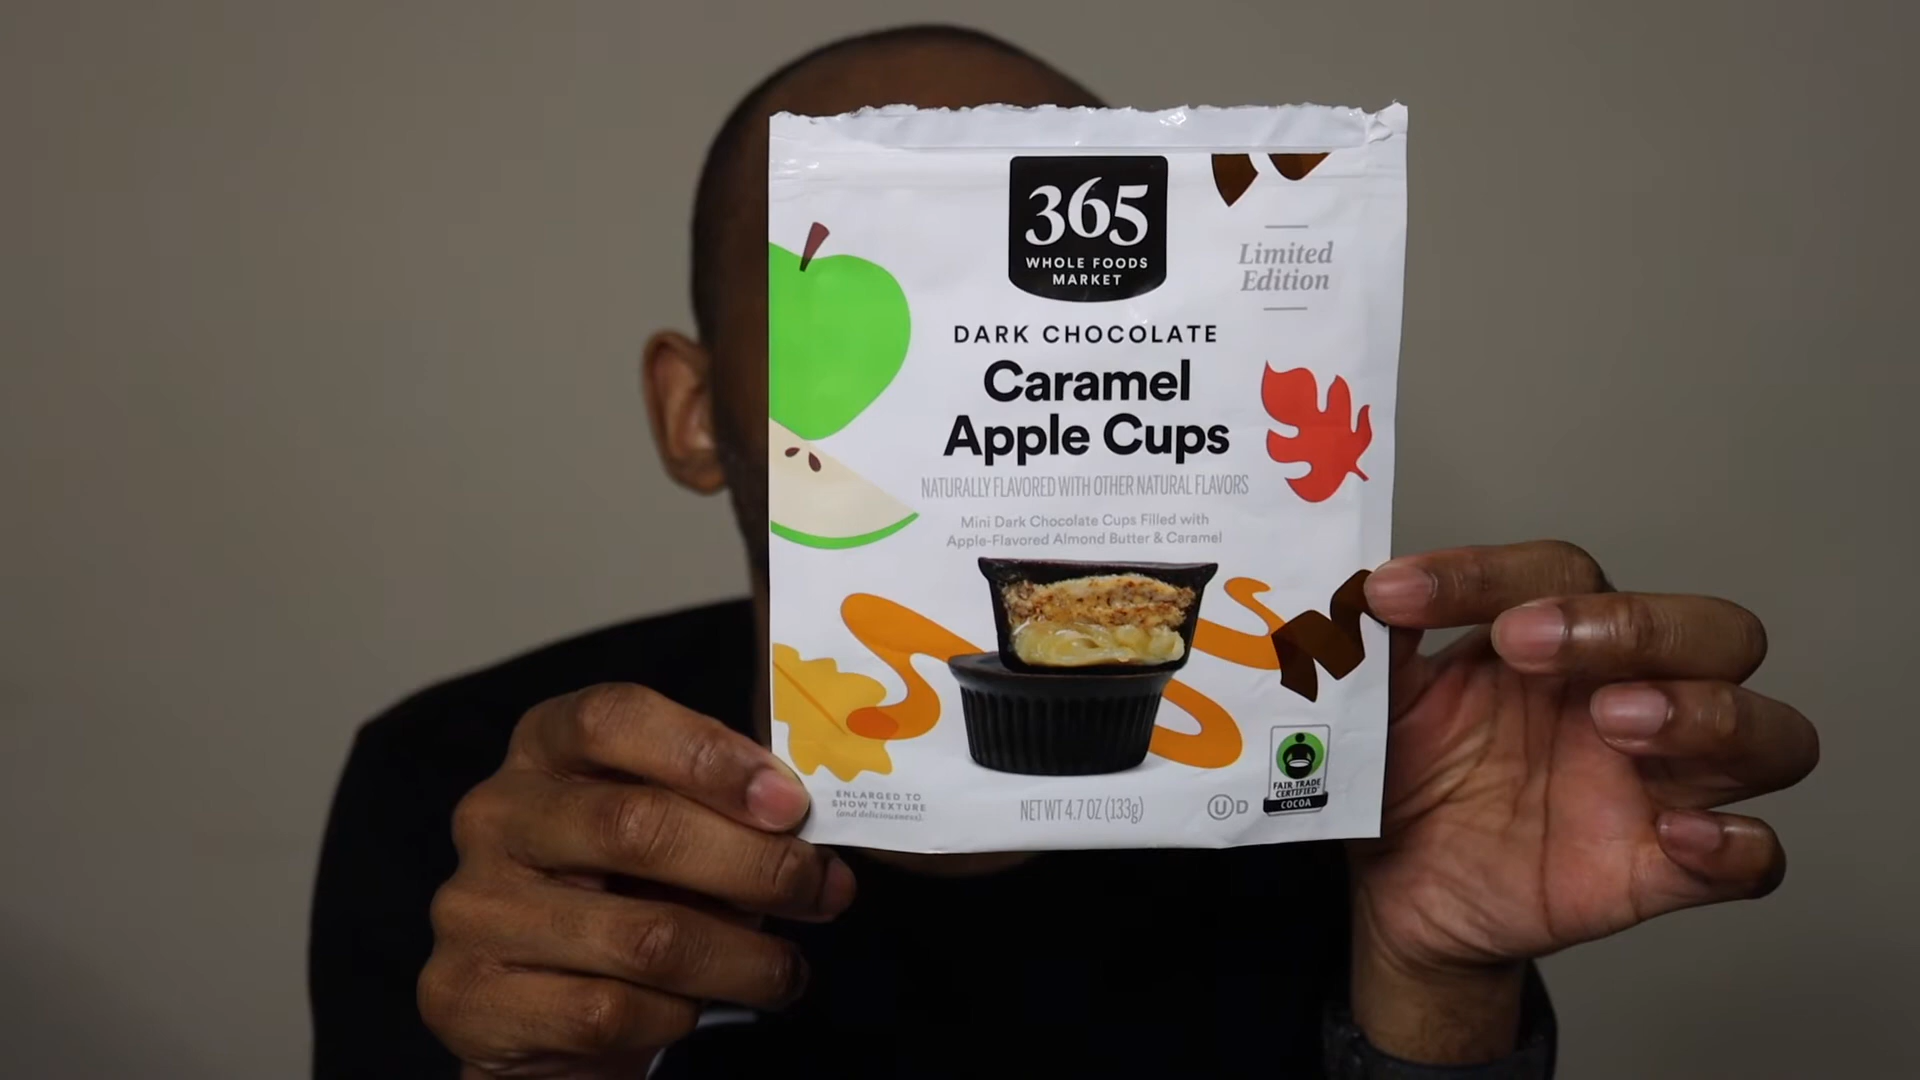 365
WHOLE FOODS
MARKET
Limited
Edition
DARK CHOCOLATE
Caramel
Apple Cups
NATURALLY FLAVORED WITH OTHER NATURAL FLAVORS
Mini Dark Chocolate Cups Filled with
Apple-Flavored Almond Butter & Caramel
ENLARGED TO
SHOW TEXTURE
(and deliciousness).
NET WT 4.7 OZ (133g)
U D
FAIR TRADE
CERTIFIED
COCOA